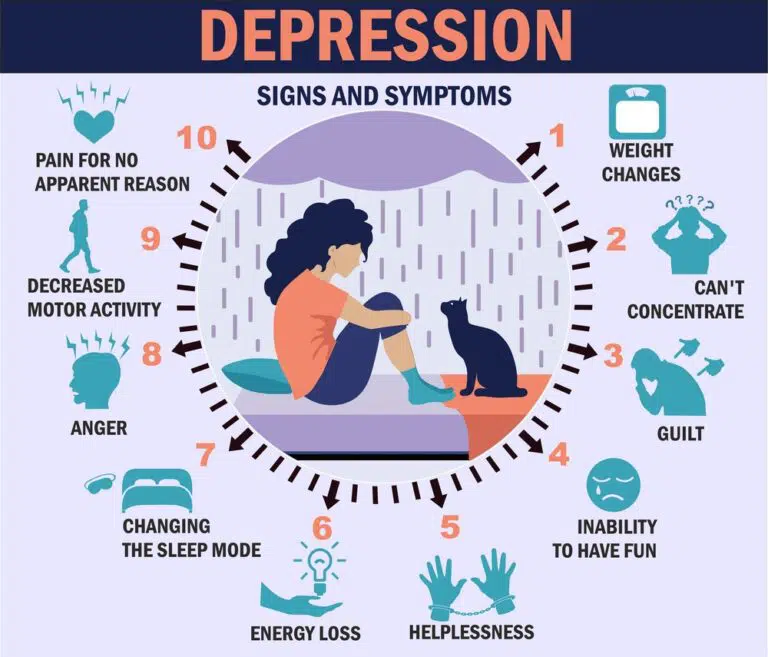 DEPRESSION
SIGNS AND SYMPTOMS
1
WEIGHT
CHANGES
2
????
CAN'T
CONCENTRATE
3
GUILT
4
INABILITY
TO HAVE FUN
5
HELPLESSNESS
6
ENERGY LOSS
7
CHANGING
THE SLEEP MODE
8
ANGER
9
DECREASED
MOTOR ACTIVITY
10
PAIN FOR NO
APPARENT REASON